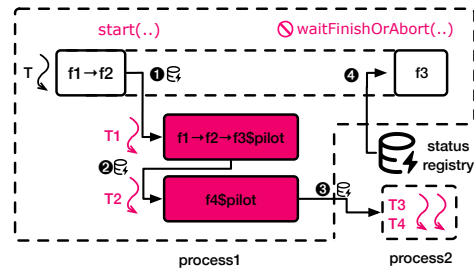 start(..)
waitFinishOrAbort(..)
T
f1→f2
❶
❹
f3
T1
f1→f2→f3$pilot
status
registry
❷
T2
f4$pilot
❸
T3
T4
process1
process2